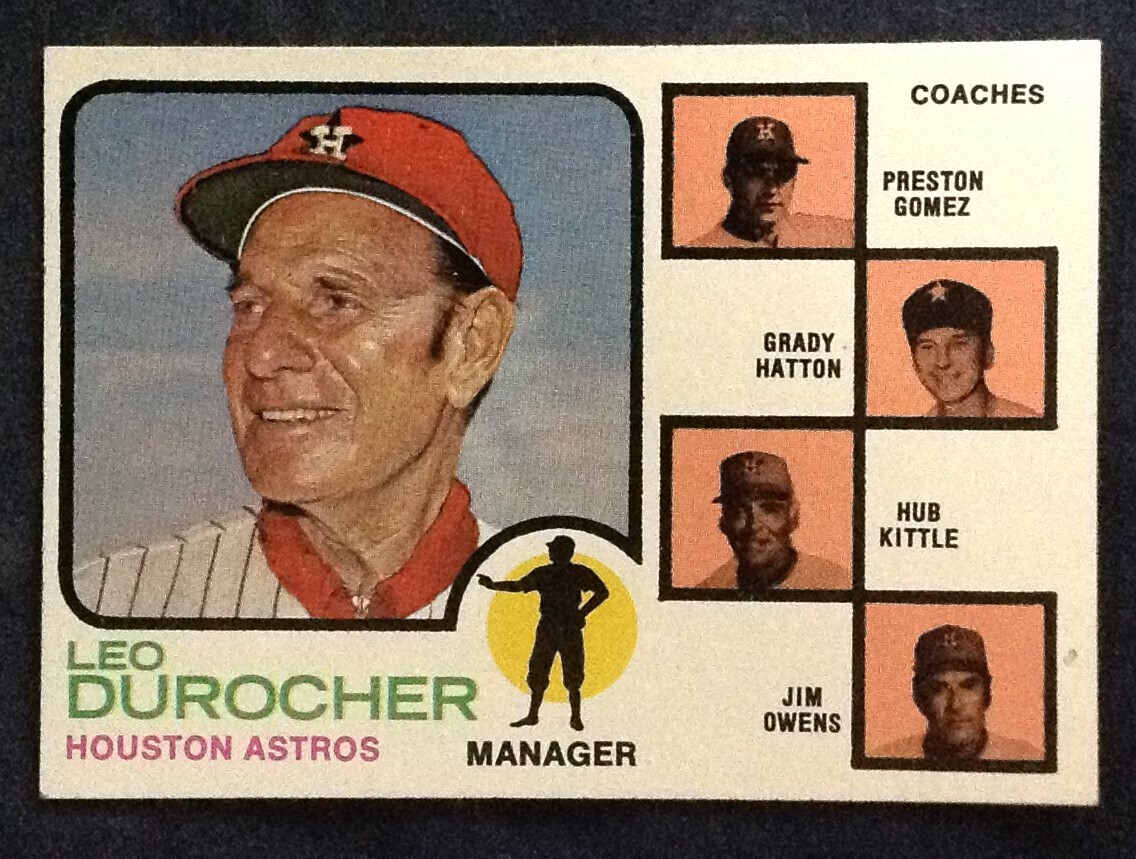 COACHES
PRESTON
GOMEZ
GRADY
HATTON
HUB
KITTLE
JIM
OWENS
LEO
DUROCHER
HOUSTON ASTROS
MANAGER
H
H
H
H